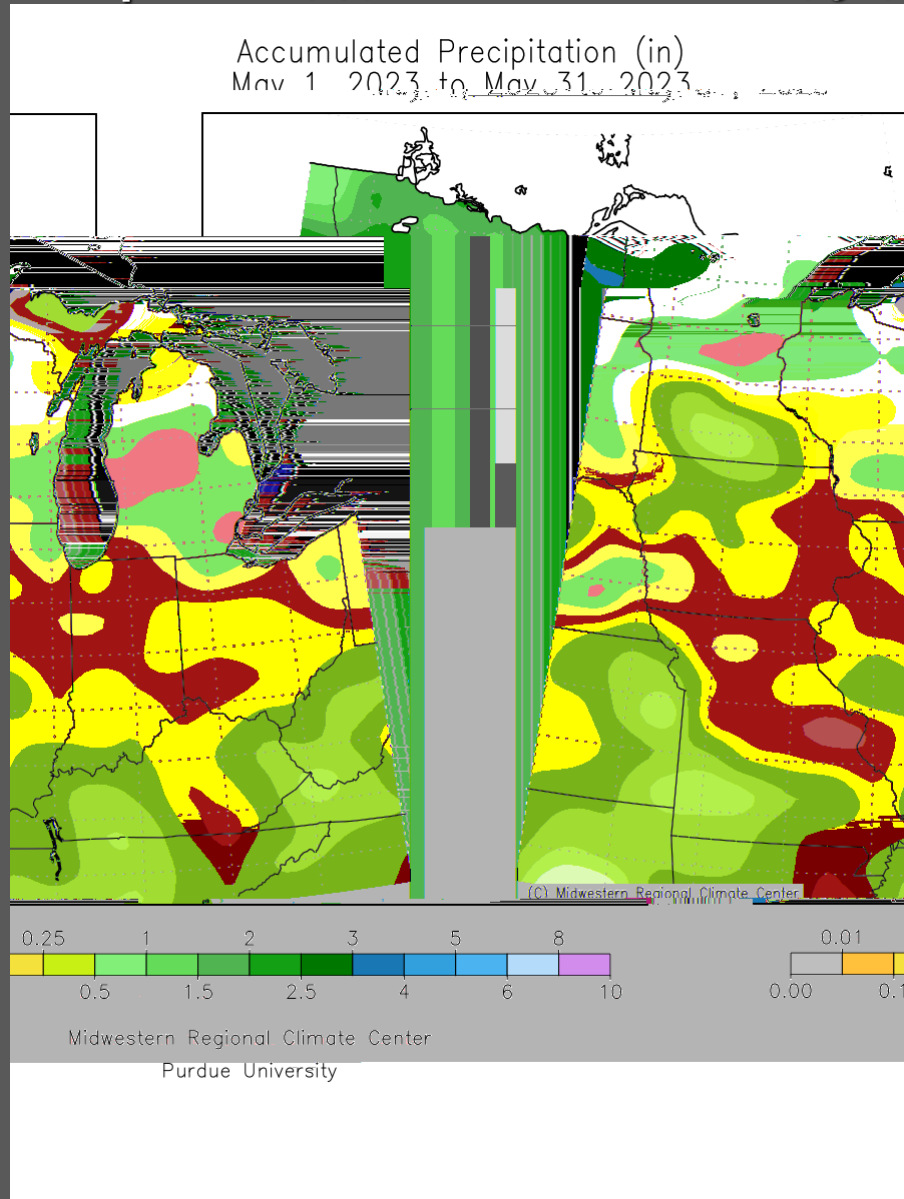 Accumulated Precipitation (in)
May 1, 2023 to May 31, 2023
(C) Midwestern Regional Climate Center
0.25 1 2 3 5 8 0.01
0.5 1.5 2.5 4 6 10 0.00 0.1
Midwestern Regional Climate Center
Purdue University